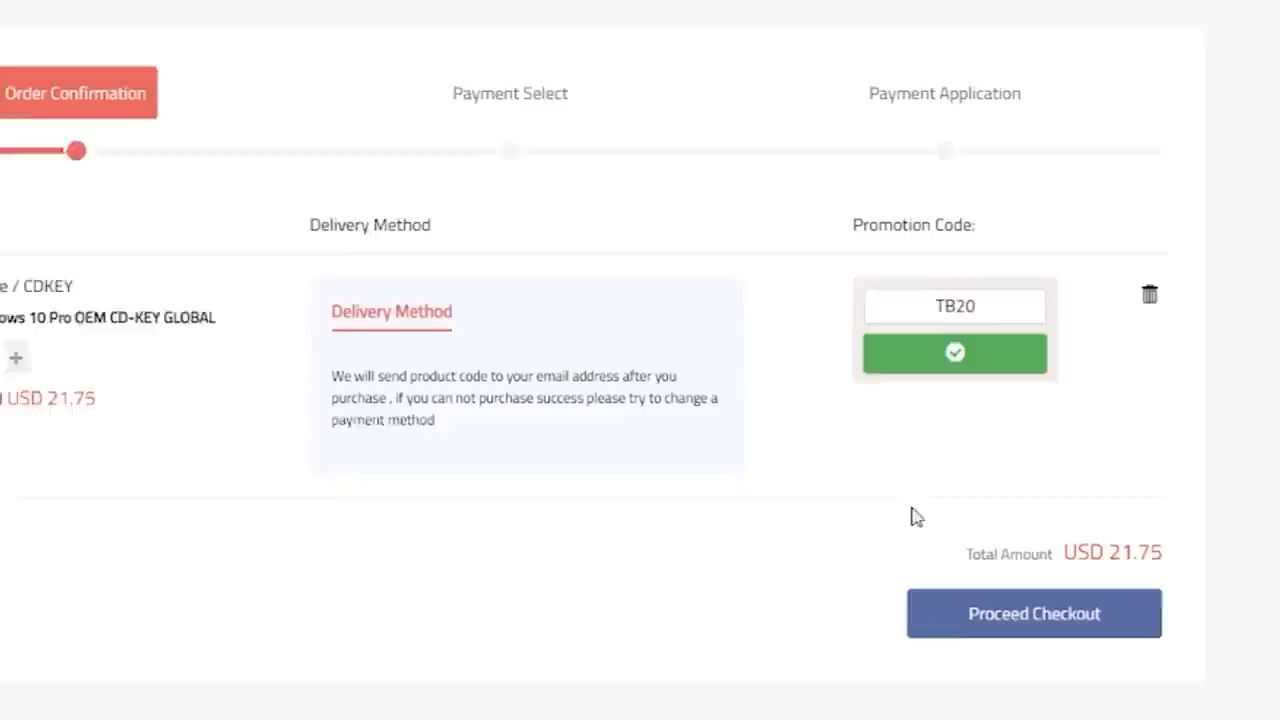 Order Confirmation
Payment Select
Payment Application
Delivery Method
Promotion Code:
e / CDKEY
ows 10 Pro OEM CD-KEY GLOBAL
+
USD 21.75
Delivery Method
We will send product code to your email address after you
purchase , if you can not purchase success please try to change a
payment method
TB20
Total Amount USD 21.75
Proceed Checkout